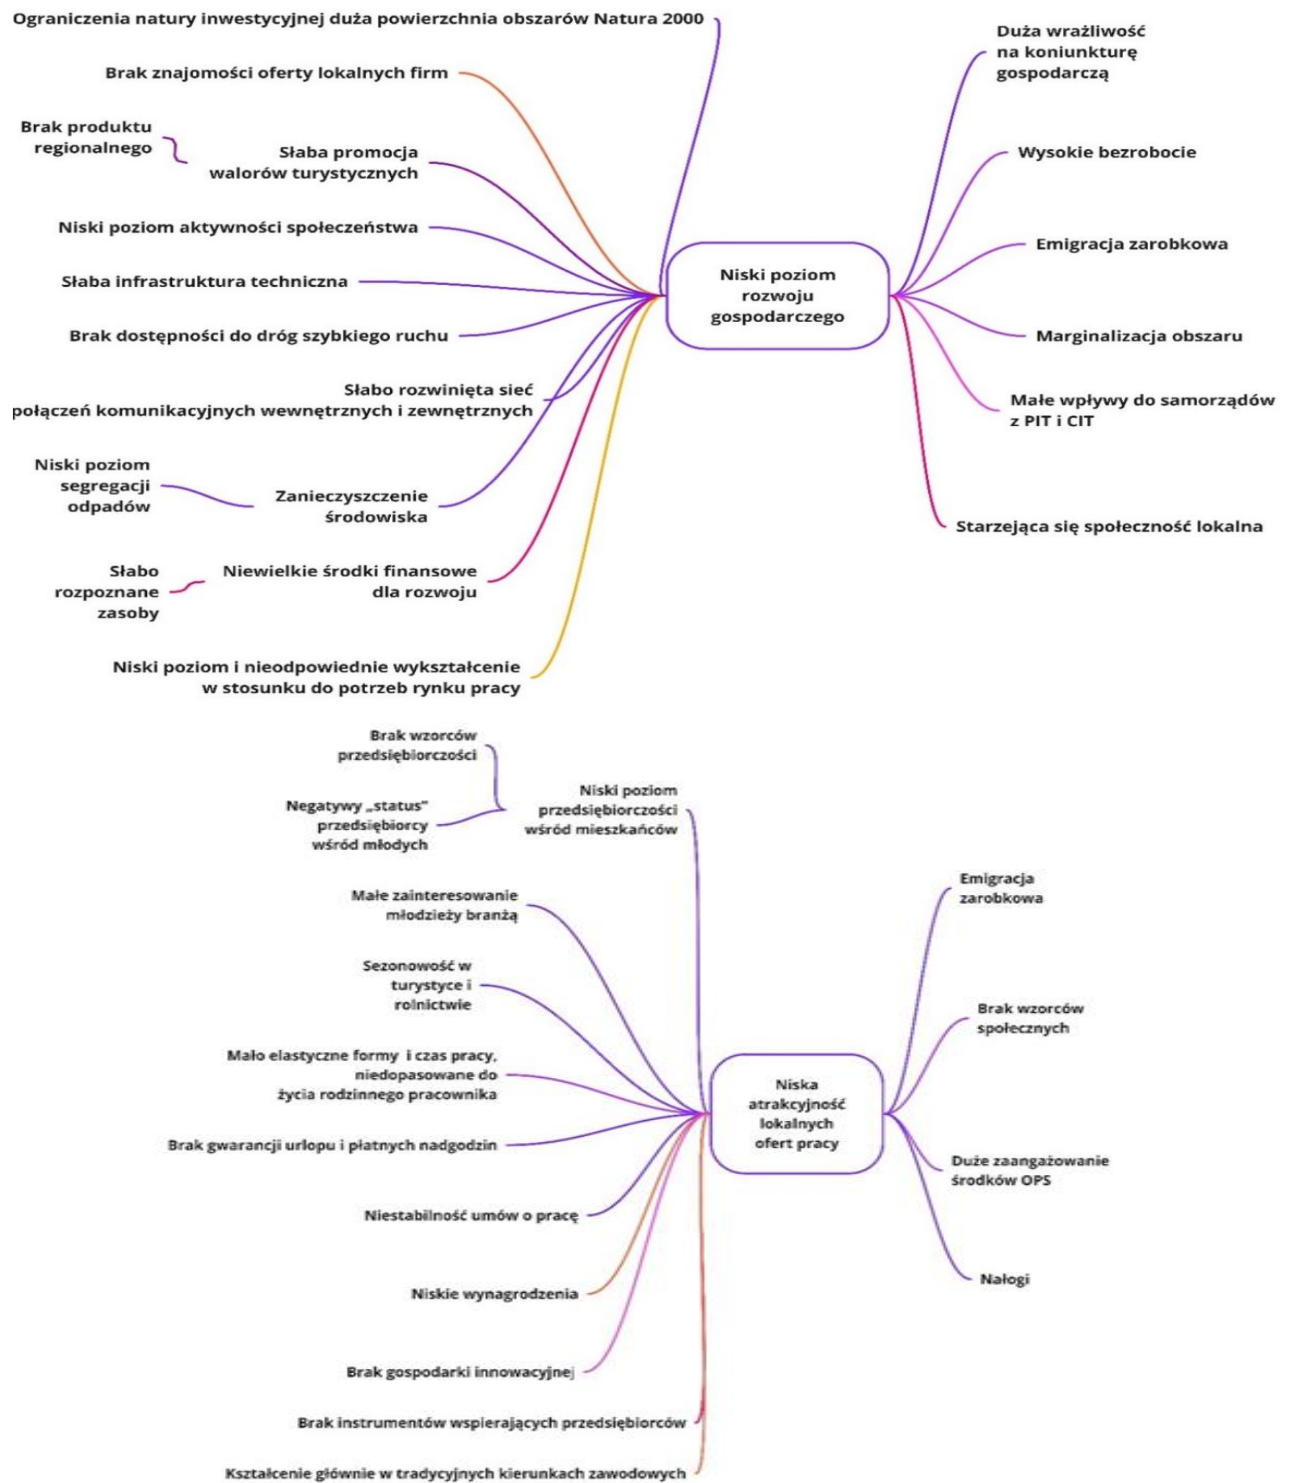 Ograniczenia natury inwestycyjnej duża powierzchnia obszarów Natura 2000
Brak znajomości oferty lokalnych firm
Brak produktu
regionalnego
Słaba promocja
walorów turystycznych
Niski poziom aktywności społeczeństwa
Słaba infrastruktura techniczna
Brak dostępności do dróg szybkiego ruchu
Słabo rozwinięta sieć
połączeń komunikacyjnych wewnętrznych i zewnętrznych
Niski poziom
segregacji
odpadów
Zanieczyszczenie
środowiska
Słabo
rozpoznane
zasoby
Niewielkie środki finansowe
dla rozwoju
Niski poziom i nieodpowiednie wykształcenie
w stosunku do potrzeb rynku pracy
Niski poziom
rozwoju
gospodarczego
Duża wrażliwość
na koniunkturę
gospodarczą
Wysokie bezrobocie
Emigracja zarobkowa
Marginalizacja obszaru
Małe wpływy do samorządów
z PIT i CIT
Starzejąca się społeczność lokalna
Brak wzorców
przedsiębiorczości
Negatywy „status”
przedsiębiorcy
wśród młodych
Niski poziom
przedsiębiorczości
wśród mieszkańców
Małe zainteresowanie
młodzieży branżą
Sezonowość w
turystyce i
rolnictwie
Mało elastyczne formy i czas pracy,
niedopasowane do
życia rodzinnego pracownika
Brak gwarancji urlopu i płatnych nadgodzin
Niestabilność umów o pracę
Niskie wynagrodzenia
Brak gospodarki innowacyjnej
Brak instrumentów wspierających przedsiębiorców
Kształcenie głównie w tradycyjnych kierunkach zawodowych
Niska
atrakcyjność
lokalnych
ofert pracy
Emigracja
zarobkowa
Brak wzorców
społecznych
Duże zaangażowanie
środków OPS
Nałogi